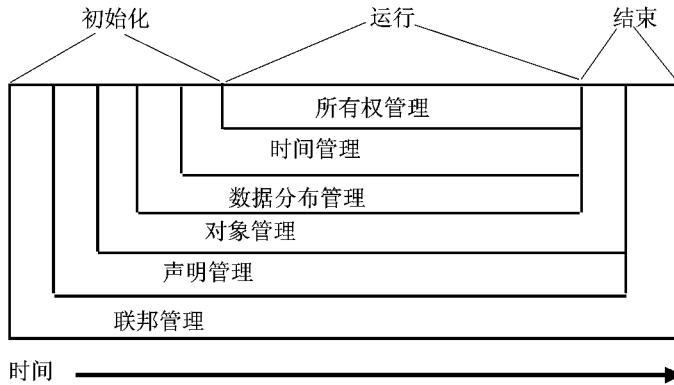 初始化 运行 结束
所有权管理
时间管理
数据分布管理
对象管理
声明管理
联邦管理
时间